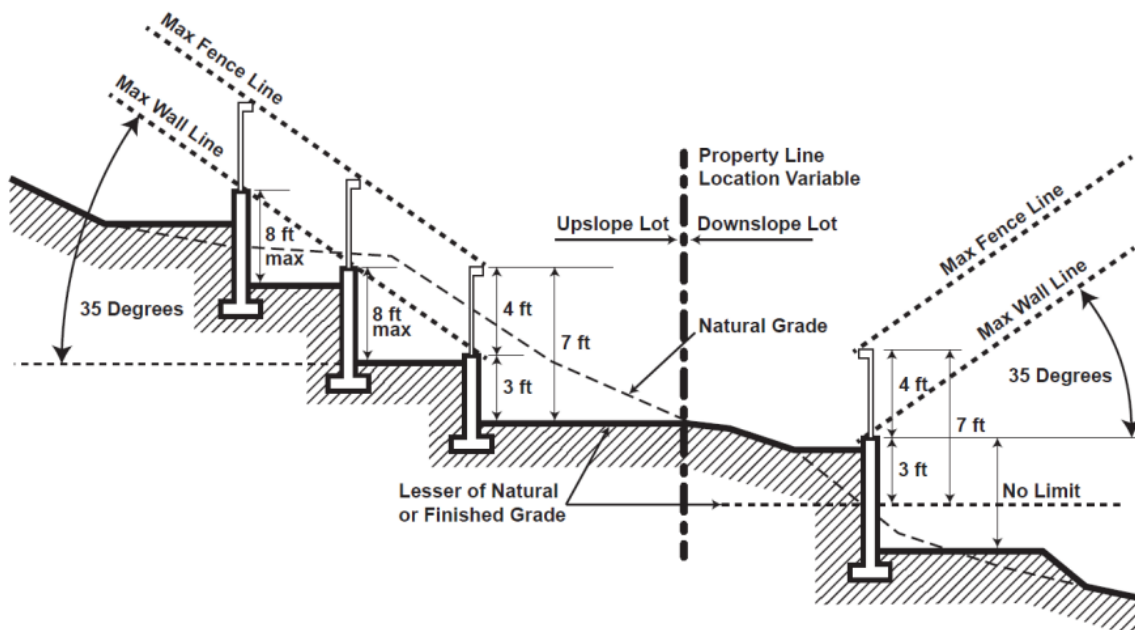 Max Fence Line
Max Wall Line
8 ft
max
35 Degrees
8 ft
max
4 ft
7 ft
3 ft
Property Line
Location Variable
Upslope Lot
Downslope Lot
Natural Grade
Lesser of Natural
or Finished Grade
Max Fence Line
Max Wall Line
35 Degrees
4 ft
7 ft
3 ft
No Limit